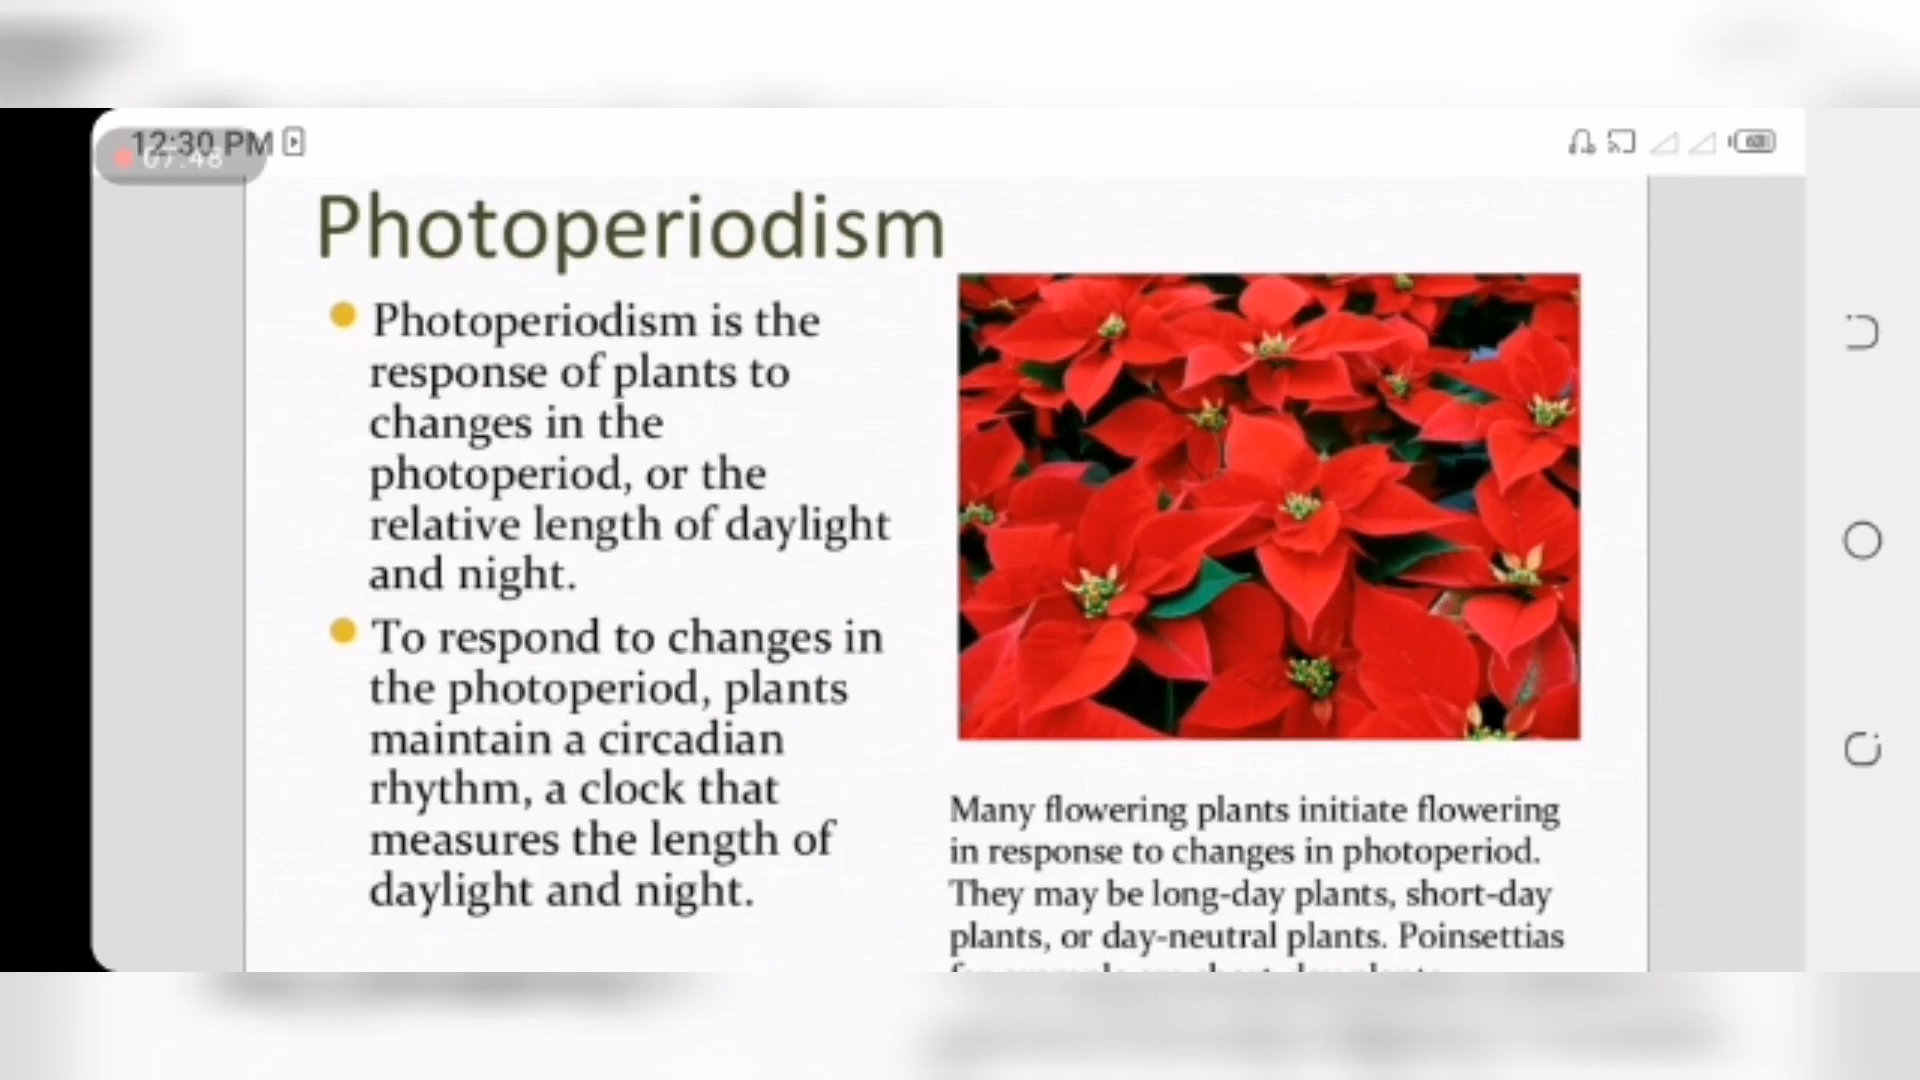 12:30 PM
07:48
Photoperiodism
Photoperiodism is the
response of plants to
changes in the
photoperiod, or the
relative length of daylight
and night.
To respond to changes in
the photoperiod, plants
maintain a circadian
rhythm, a clock that
measures the length of
daylight and night.
Many flowering plants initiate flowering
in response to changes in photoperiod.
They may be long-day plants, short-day
plants, or day-neutral plants. Poinsettias